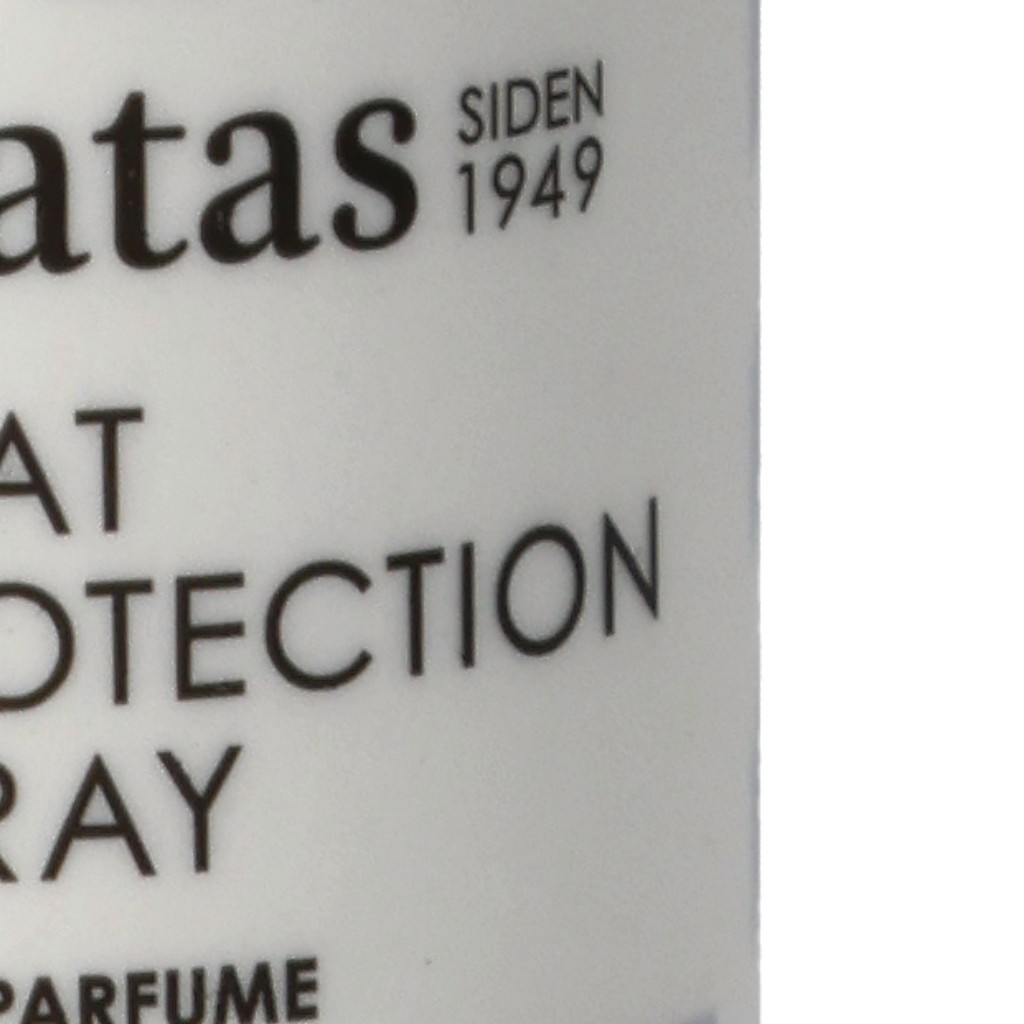 atas SIDEN
1949
AT
OTECTION
RAY
PARFUME